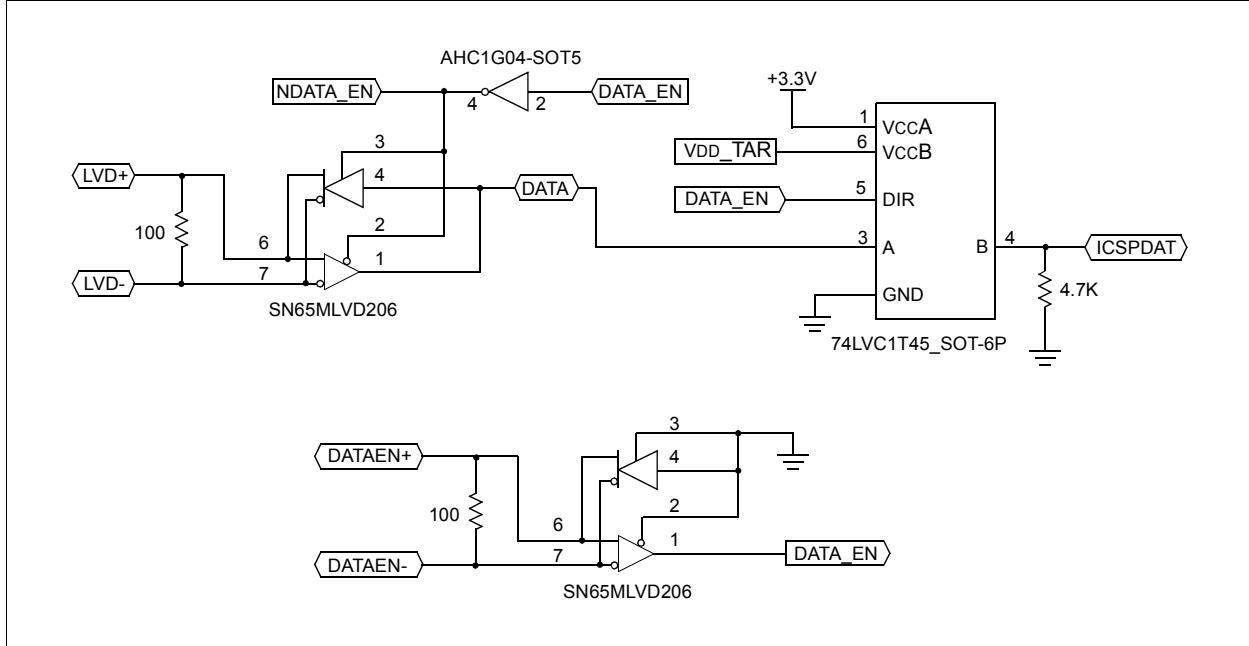 AHC1G04-SOT5
NDATA_EN
4
2
DATA_EN
+3.3V
1
VCCA
3
VDD_TAR
6
VCCB
LVD+
4
DATA
DATA_EN
5
DIR
100
2
6
3
A
B
4
ICSPDAT
1
LVD-
7
GND
4.7K
SN65MLVD206
74LVC1T45_SOT-6P
3
DATAEN+
4
100
2
6
1
DATA_EN
DATAEN-
7
SN65MLVD206